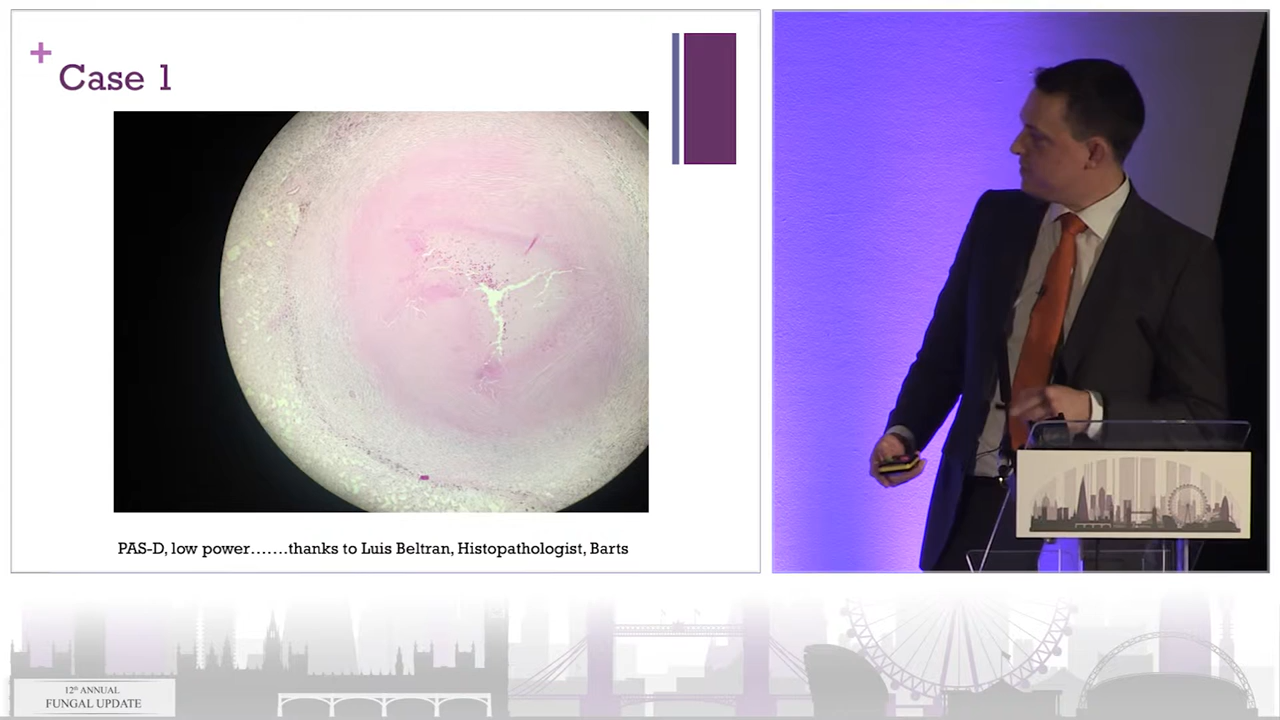 +
Case 1
PAS-D, low power.......thanks to Luis Beltran, Histopathologist, Barts
12th ANNUAL
FUNGAL UPDATE